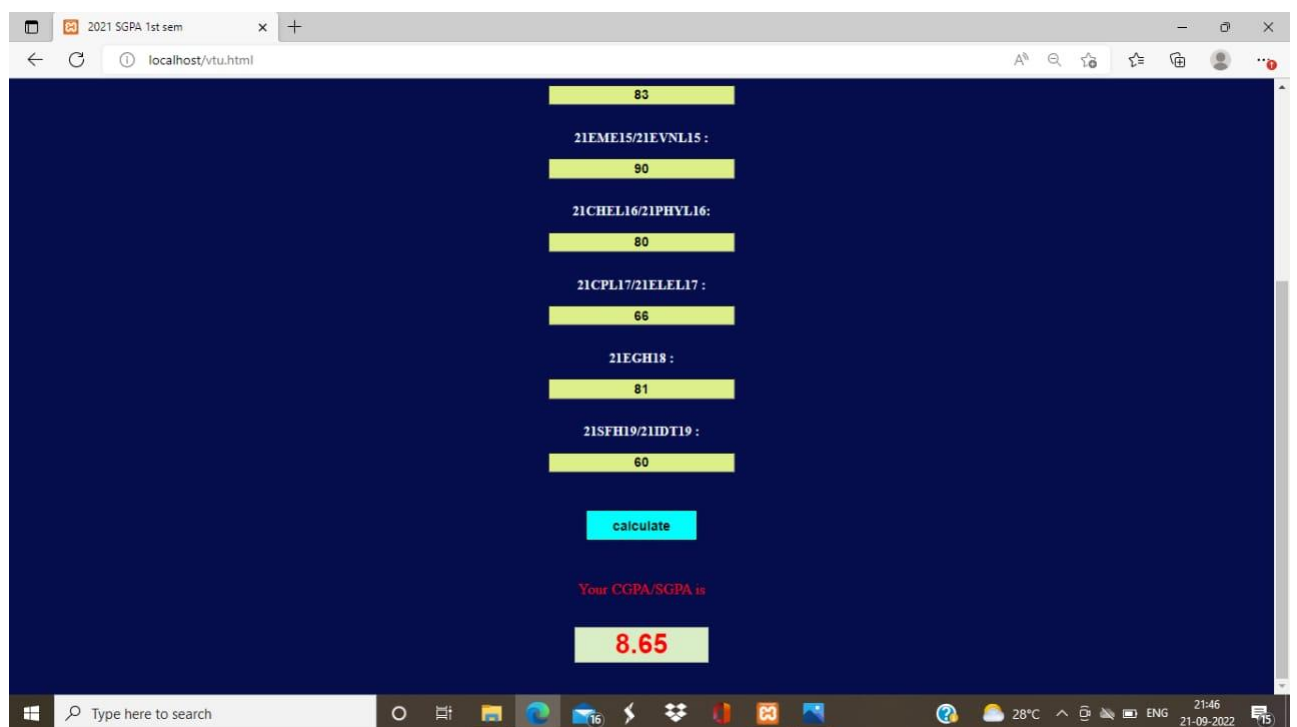 2021 SGPA 1st sem
localhost/vtu.html
83
21EME15/21EVNL15 :
90
21CHEL16/21PHYL16:
80
21CPL17/21ELEL17 :
66
21EGH18 :
81
21SFH19/21IDT19 :
60
calculate
Your CGPA/SGPA is
8.65
Type here to search
16
28°C
ENG
21:46
21-09-2022
15